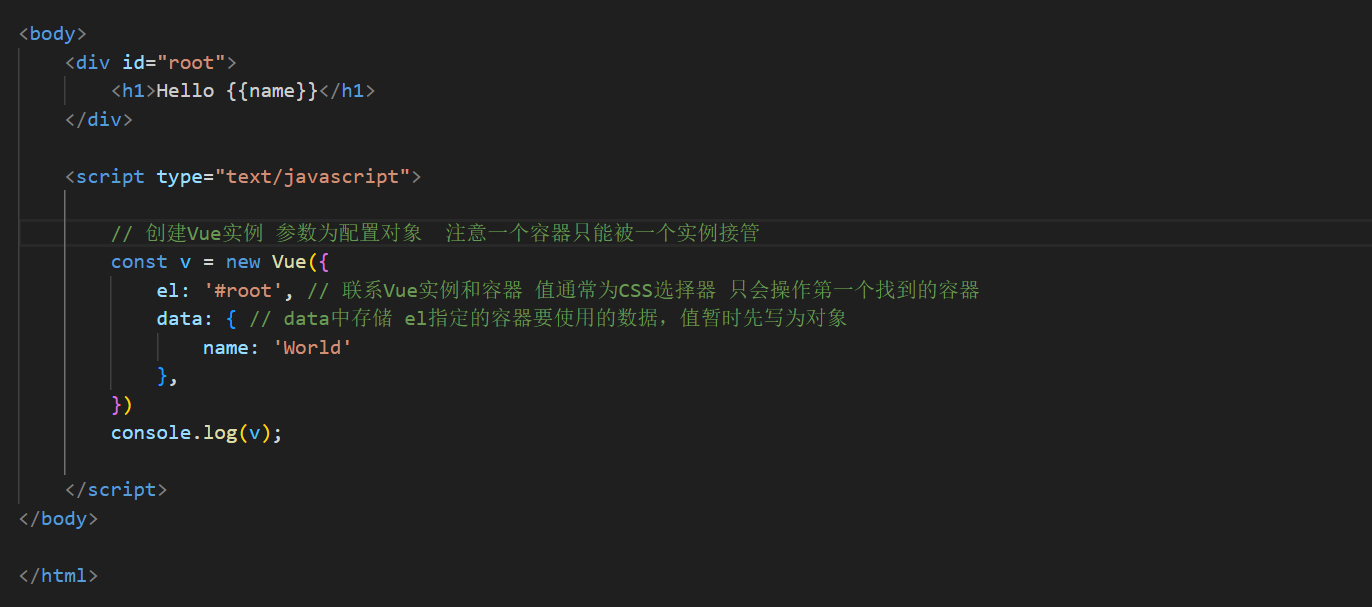 <body>
<div id="root">
<h1>Hello {{name}}</h1>
</div>
<script type="text/javascript">
// 创建Vue实例 参数为配置对象  注意一个容器只能被一个实例接管
const v = new Vue({
el: '#root', // 联系Vue实例和容器 值通常为CSS选择器 只会操作第一个找到的容器
data: { // data中存储 el指定的容器要使用的数据，值暂时先写为对象
name: 'World'
},
})
console.log(v);
</script>
</body>
</html>